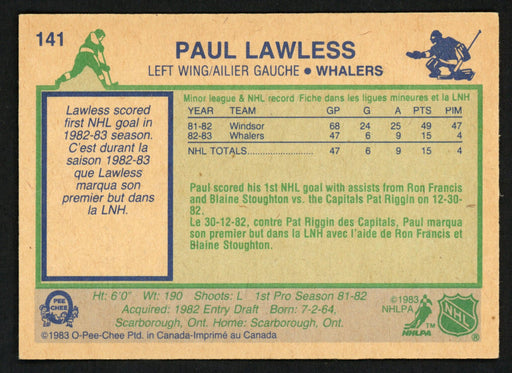 141
PAUL LAWLESS
LEFT WING/AILIER GAUCHE • WHALERS
Lawless scored
first NHL goal in
1982-83 season.
C'est durant la
saison 1982-83
que Lawless
marqua son
premier but dans
la LNH.
Minor league & NHL record/Fiche dans les ligues mineures et la LNH
YEAR TEAM GP G A PTS PIM
81-82 Windsor 68 24 25 49 47
82-83 Whalers 47 6 9 15 4
NHL TOTALS 47 6 9 15 4
Paul scored his 1st NHL goal with assists from Ron Francis
and Blaine Stoughton vs. the Capitals Pat Riggin on 12-30-
82.
Le 30-12-82, contre Pat Riggin des Capitals, Paul marqua
son premier but dans la LNH avec l'aide de Ron Francis et
Blaine Stoughton.
O
PEE
CHEE
Ht: 6'0" Wt: 190 Shoots: L 1st Pro Season 81-82
Acquired: 1982 Entry Draft Born: 7-2-64,
Scarborough, Ont. Home: Scarborough, Ont.
©1983 O-Pee-Chee Ptd. in Canada-Imprimé au Canada
©1983
NHLPA
TM
NHLPA
NHL